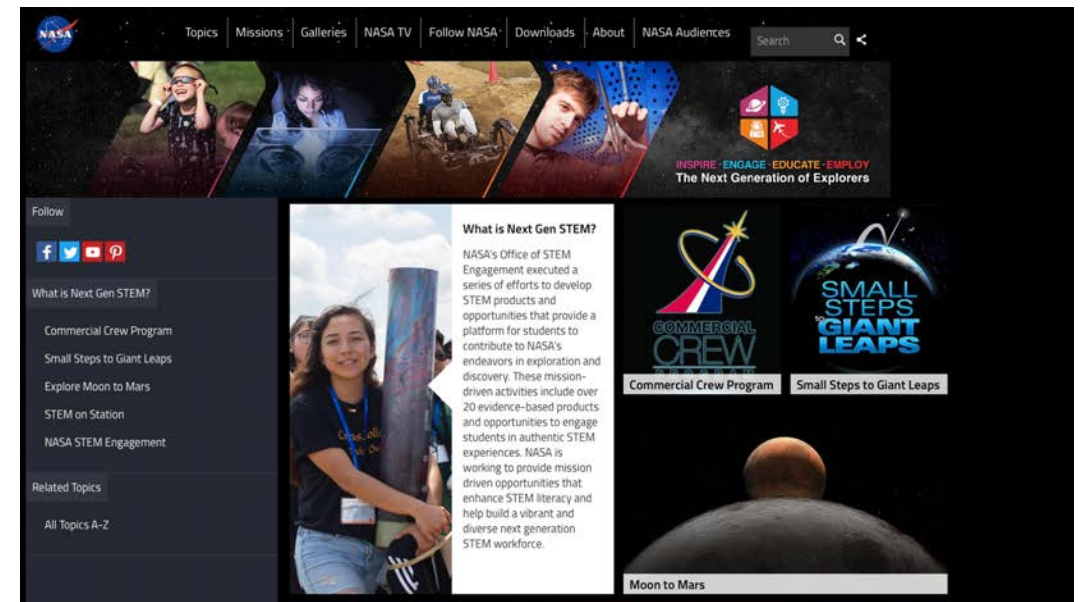 NASA
Topics
Missions
Galleries
NASA TV
Follow NASA
Downloads
About
NASA Audiences
Search
INSPIRE · ENGAGE · EDUCATE · EMPLOY
The Next Generation of Explorers
Follow
What is Next Gen STEM?
Commercial Crew Program
Small Steps to Giant Leaps
Explore Moon to Mars
STEM on Station
NASA STEM Engagement
Related Topics
All Topics A-Z
What is Next Gen STEM?
NASA's Office of STEM
Engagement executed a
series of efforts to develop
STEM products and
opportunities that provide a
platform for students to
contribute to NASA's
endeavors in exploration and
discovery. These mission-
driven activities include over
20 evidence-based products
and opportunities to engage
students in authentic STEM
experiences. NASA is
working to provide mission
driven opportunities that
enhance STEM literacy and
help build a vibrant and
diverse next generation
STEM workforce.
COMMERCIAL
CREW
PROGRAM
Commercial Crew Program
SMALL
STEPS
to GIANT
LEAPS
Small Steps to Giant Leaps
Moon to Mars